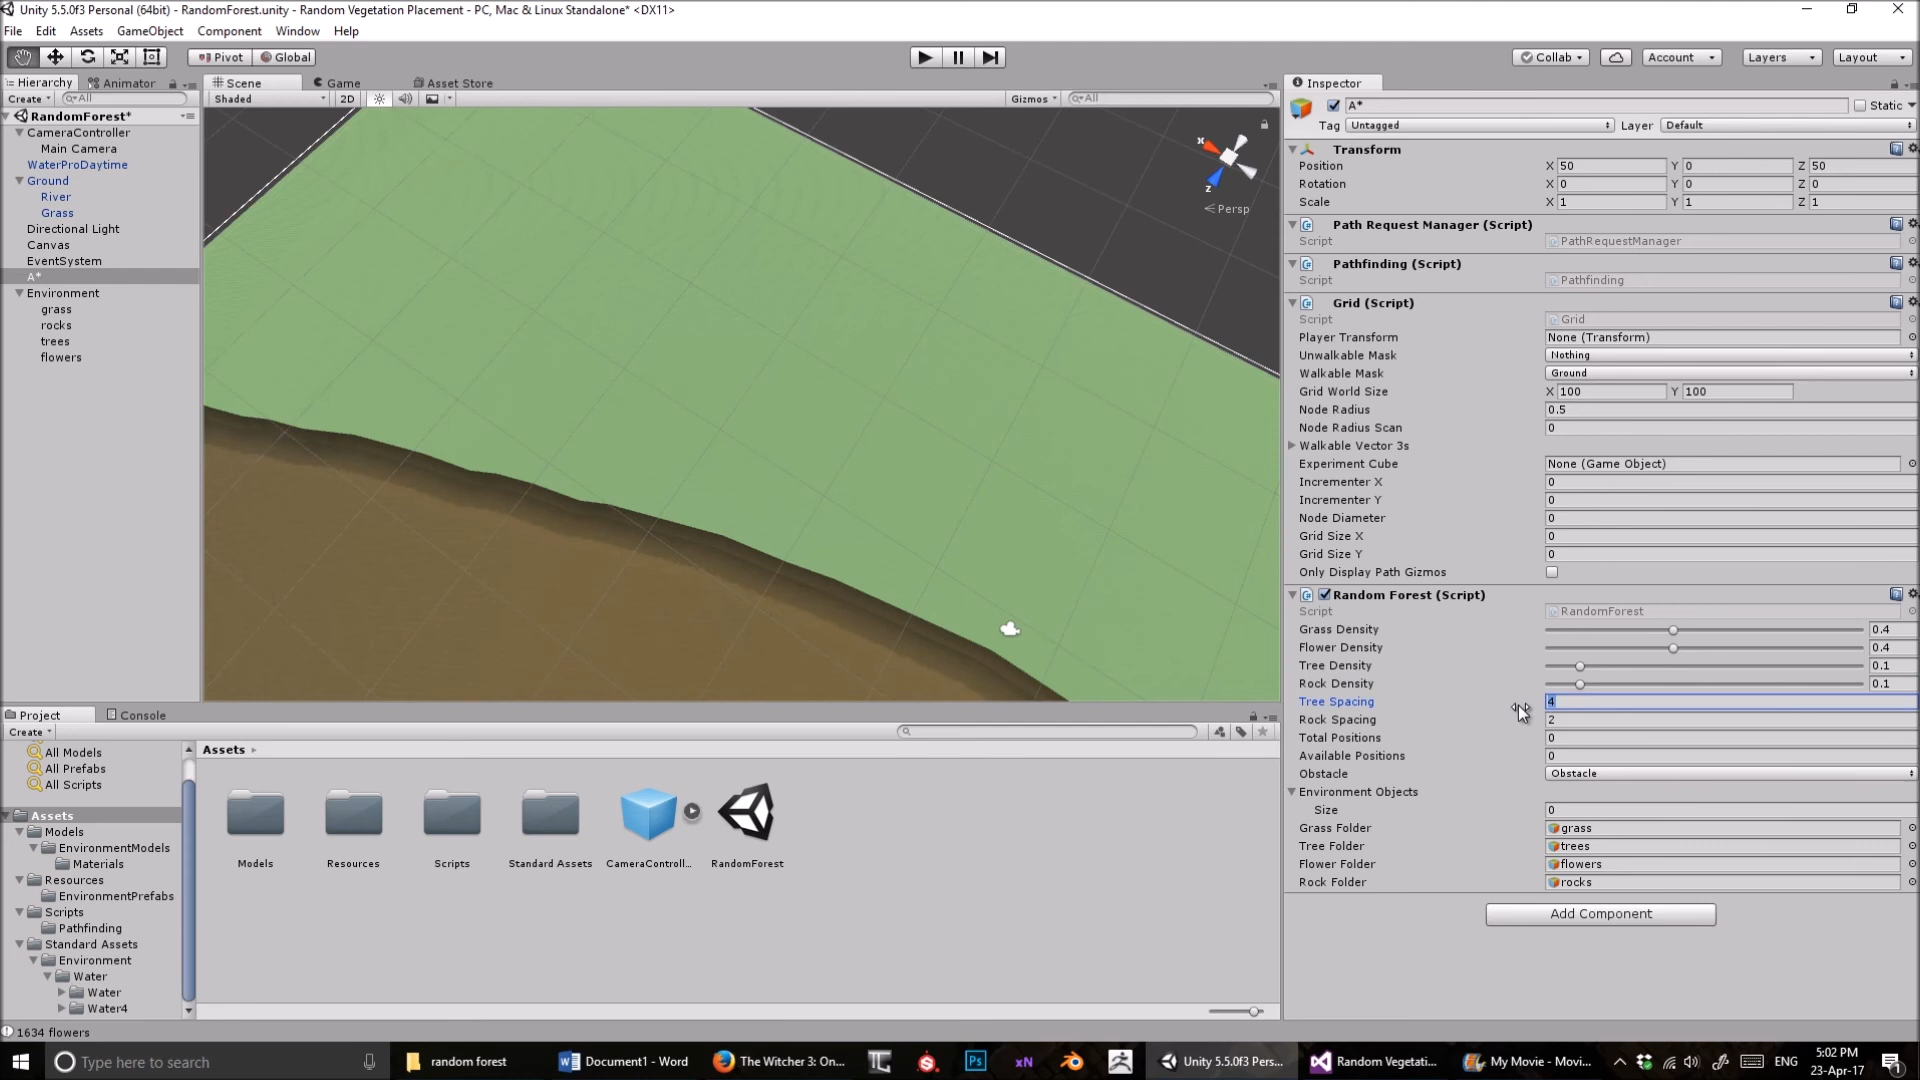 Unity 5.5.0f3 Personal (64bit) - RandomForest.unity - Random Vegetation Placement - PC, Mac & Linux Standalone* <DX11>
File Edit Assets GameObject Component Window Help
Pivot Global Collab Account Layers Layout
Hierarchy Animator
Create All
RandomForest*
CameraController
Main Camera
WaterProDaytime
Ground
River
Grass
Directional Light
Canvas
EventSystem
A*
Environment
grass
rocks
trees
flowers
Scene Game Asset Store
Shaded 2D Gizmos All
x
z
Persp
Inspector
A* Static
Tag Untagged Layer Default
Transform
Position X 50 Y 0 Z 50
Rotation X 0 Y 0 Z 0
Scale X 1 Y 1 Z 1
Path Request Manager (Script)
Script PathRequestManager
Pathfinding (Script)
Script Pathfinding
Grid (Script)
Script Grid
Player Transform None (Transform)
Unwalkable Mask Nothing
Walkable Mask Ground
Grid World Size X 100 Y 100
Node Radius 0.5
Node Radius Scan 0
Walkable Vector 3s
Experiment Cube None (Game Object)
Incrementer X 0
Incrementer Y 0
Node Diameter 0
Grid Size X 0
Grid Size Y 0
Only Display Path Gizmos
Random Forest (Script)
Script RandomForest
Grass Density 0.4
Flower Density 0.4
Tree Density 0.1
Rock Density 0.1
Tree Spacing 4
Rock Spacing 2
Total Positions 0
Available Positions 0
Obstacle Obstacle
Environment Objects
Size 0
Grass Folder grass
Tree Folder trees
Flower Folder flowers
Rock Folder rocks
Add Component
Project Console
Create
All Models
All Prefabs
All Scripts
Assets
Models
EnvironmentModels
Materials
Resources
EnvironmentPrefabs
Scripts
Pathfinding
Standard Assets
Environment
Water
Water
Water4
Assets
Models Resources Scripts Standard Assets CameraControll... RandomForest
1634 flowers
Type here to search random forest Document1 - Word The Witcher 3: On... Ps xN Unity 5.5.0f3 Pers... Random Vegetati... My Movie - Movi... ENG 5:02 PM
23-Apr-17